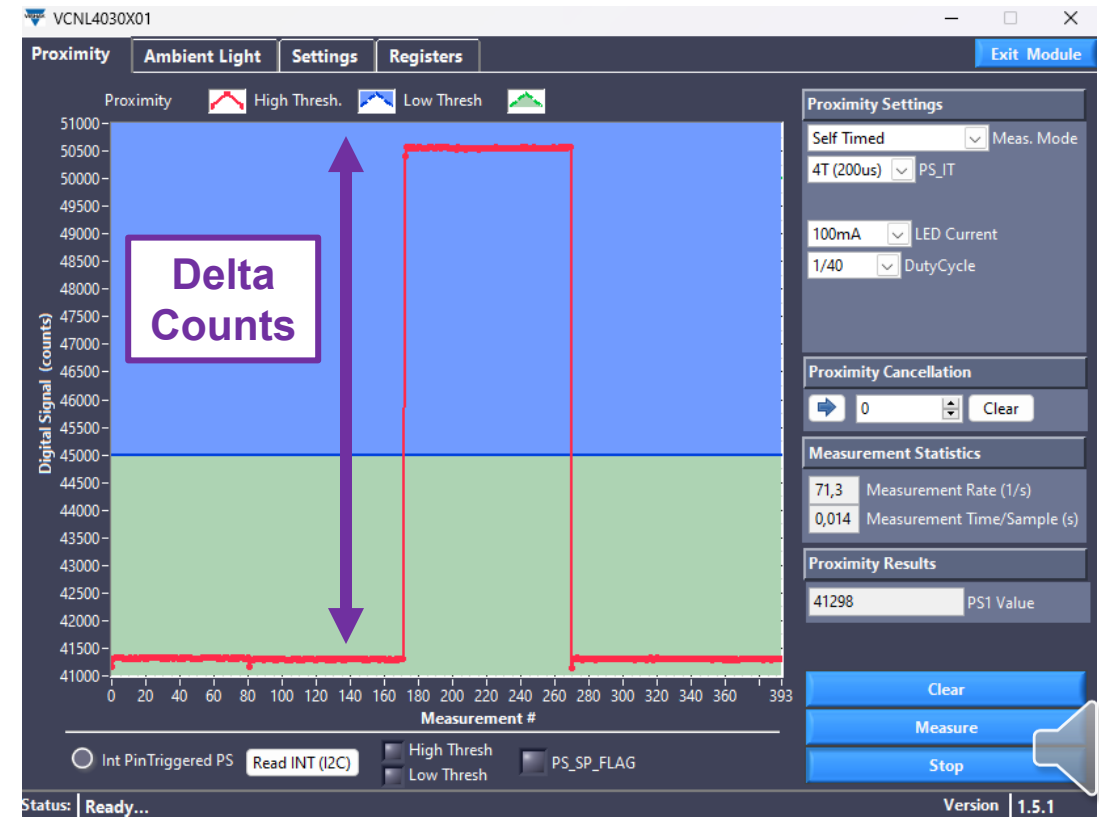 VCNL4030X01
Proximity Ambient Light Settings Registers Exit Module
Proximity High Thresh. Low Thresh
51000
50500
50000
49500
49000
48500
48000
47500
47000
46500
46000
45500
45000
44500
44000
43500
43000
42500
42000
41500
41000
Digital Signal (counts)
Delta
Counts
0 20 40 60 80 100 120 140 160 180 200 220 240 260 280 300 320 340 360 393
Measurement #
Int PinTriggered PS Read INT (I2C)
High Thresh
Low Thresh
PS_SP_FLAG
Proximity Settings
Self Timed Meas. Mode
4T (200us) PS_IT
100mA LED Current
1/40 DutyCycle
Proximity Cancellation
0 Clear
Measurement Statistics
71,3 Measurement Rate (1/s)
0,014 Measurement Time/Sample (s)
Proximity Results
41298 PS1 Value
Clear
Measure
Stop
Status: Ready... Version 1.5.1